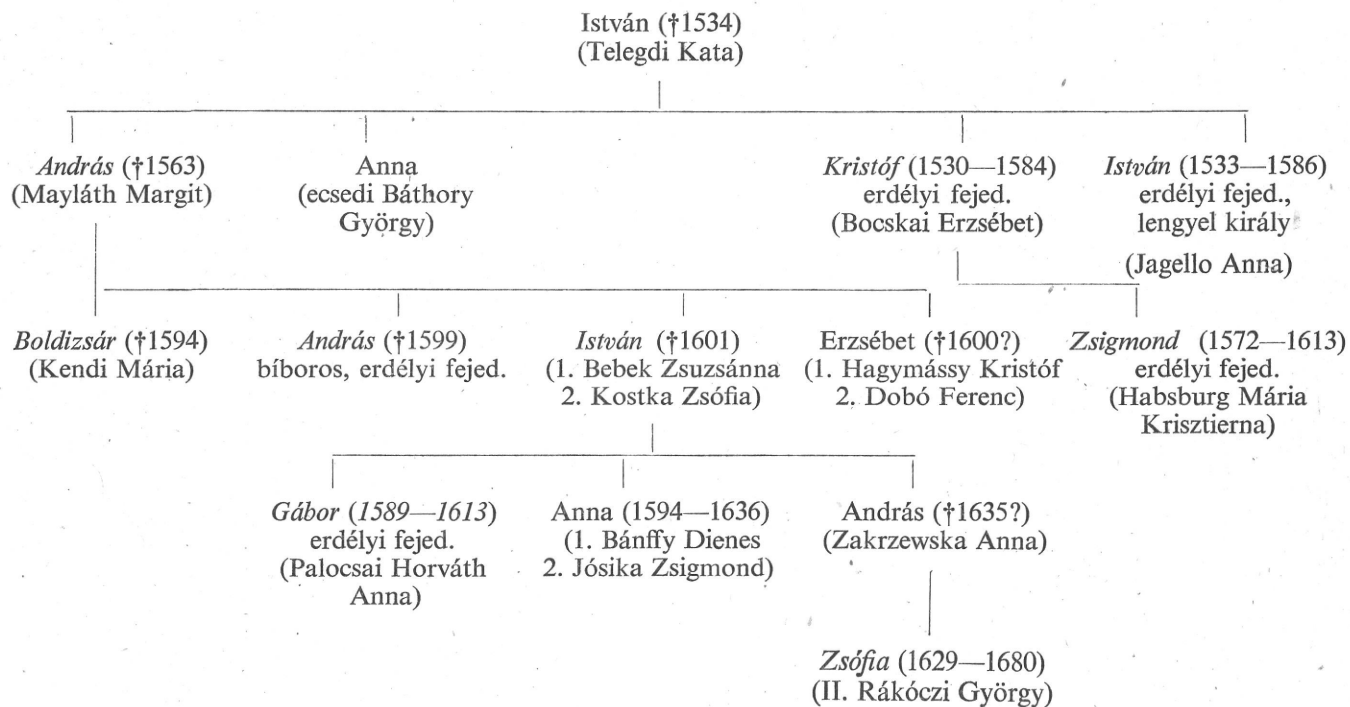 István (†1534)
(Telegdi Kata)
András (†1563)
(Mayláth Margit)
Anna
(ecsedi Báthory
György)
Kristóf (1530—1584)
erdélyi fejed.
(Bocskai Erzsébet)
István (1533—1586)
erdélyi fejed.,
lengyel király
(Jagello Anna)
Boldizsár (†1594)
(Kendi Mária)
András (†1599)
bíboros, erdélyi fejed.
István (†1601)
(1. Bebek Zsuzsánna
2. Kostka Zsófia)
Erzsébet (†1600?)
(1. Hagymássy Kristóf
2. Dobó Ferenc)
Zsigmond (1572—1613)
erdélyi fejed.
(Habsburg Mária
Krisztierna)
Gábor (1589—1613)
erdélyi fejed.
(Palocsai Horváth
Anna)
Anna (1594—1636)
(1. Bánffy Dienes
2. Jósika Zsigmond)
András (†1635?)
(Zakrzewska Anna)
Zsófia (1629—1680)
(II. Rákóczi György)